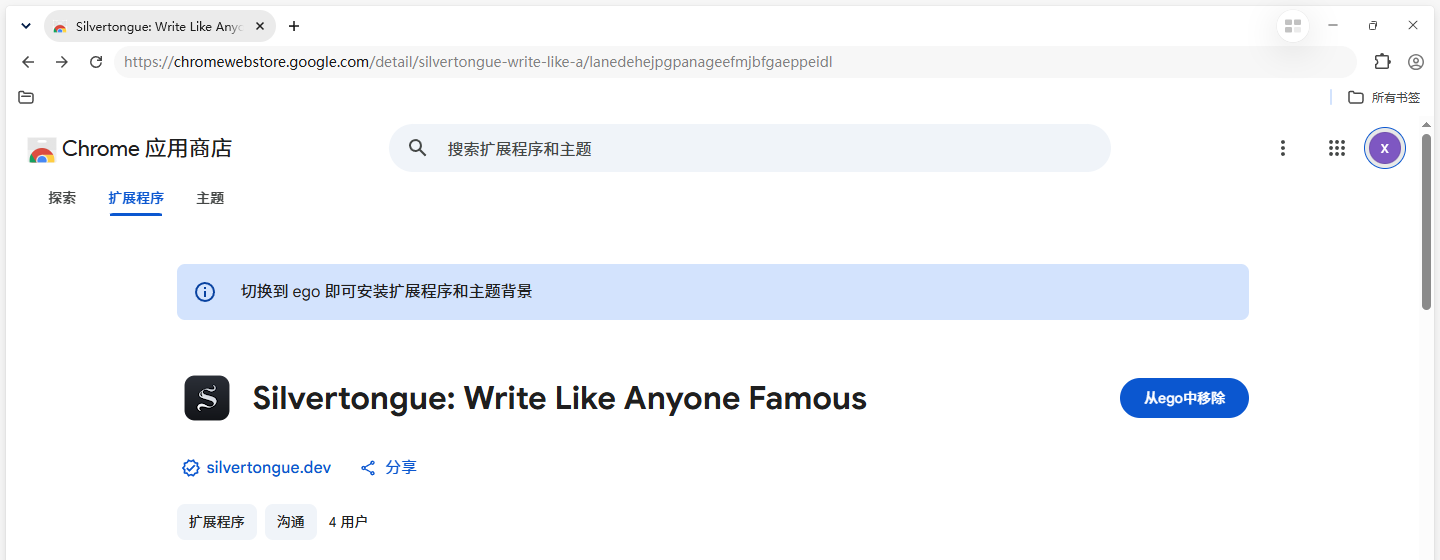 Silvertongue: Write Like Anyo
https://chromewebstore.google.com/detail/silvertongue-write-like-a/lanedehejpgpanageefmjbfgaeppeidl
所有书签
Chrome 应用商店
搜索扩展程序和主题
X
探索 扩展程序 主题
切换到 ego 即可安装扩展程序和主题背景
S
Silvertongue: Write Like Anyone Famous
从ego中移除
silvertongue.dev 分享
扩展程序 沟通 4 用户